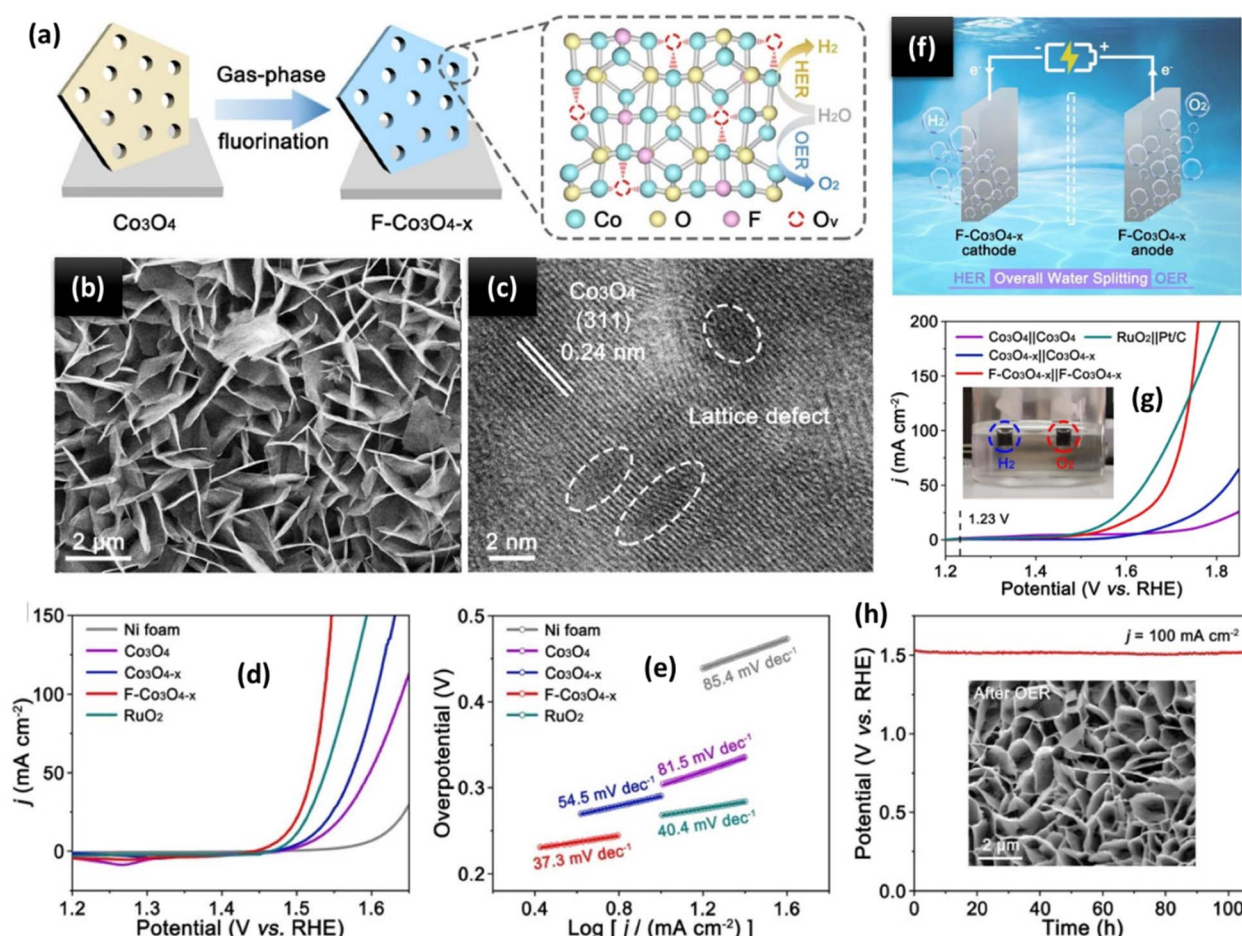 (a)
Gas-phase
fluorination
Co₃O₄
F-Co₃O₄-x
H₂
HER
H₂O
OER
O₂
Co O F Ov
(b)
2 µm
(c)
Co₃O₄
(311)
0.24 nm
Lattice defect
2 nm
(f)
- +
e⁻ e⁻
H₂ O₂
F-Co₃O₄-x
cathode
F-Co₃O₄-x
anode
HER Overall Water Splitting OER
(g)
200
150
100
50
0
j (mA cm⁻²)
Co₃O₄||Co₃O₄ RuO₂||Pt/C
Co₃O₄-x||Co₃O₄-x
F-Co₃O₄-x||F-Co₃O₄-x
H₂ O₂
1.23 V
1.2 1.4 1.6 1.8
Potential (V vs. RHE)
(d)
150
100
50
0
j (mA cm⁻²)
Ni foam
Co₃O₄
Co₃O₄-x
F-Co₃O₄-x
RuO₂
1.2 1.3 1.4 1.5 1.6
Potential (V vs. RHE)
(e)
0.5
0.4
0.3
0.2
Overpotential (V)
Ni foam
Co₃O₄
Co₃O₄-x
F-Co₃O₄-x
RuO₂
85.4 mV dec⁻¹
81.5 mV dec⁻¹
54.5 mV dec⁻¹
40.4 mV dec⁻¹
37.3 mV dec⁻¹
0.4 0.8 1.2 1.6
Log [ j / (mA cm⁻²) ]
(h)
j = 100 mA cm⁻²
1.5
1.0
0.5
0.0
Potential (V vs. RHE)
After OER
2 µm
0 20 40 60 80 100
Time (h)